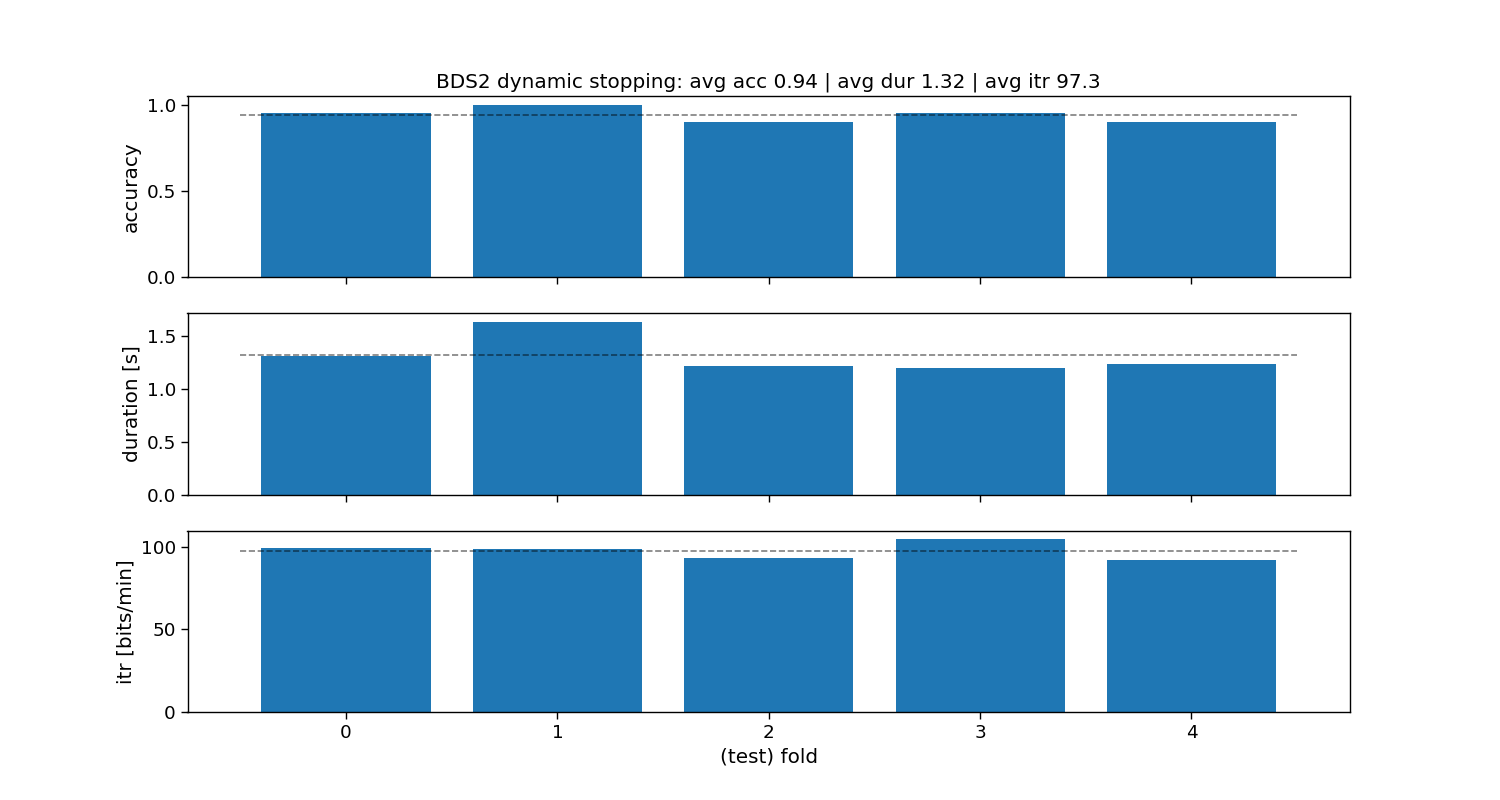 BDS2 dynamic stopping: avg acc 0.94 | avg dur 1.32 | avg itr 97.3
1.0
0.5
0.0
accuracy
1.5
1.0
0.5
0.0
duration [s]
100
50
0
itr [bits/min]
0 1 2 3 4
(test) fold